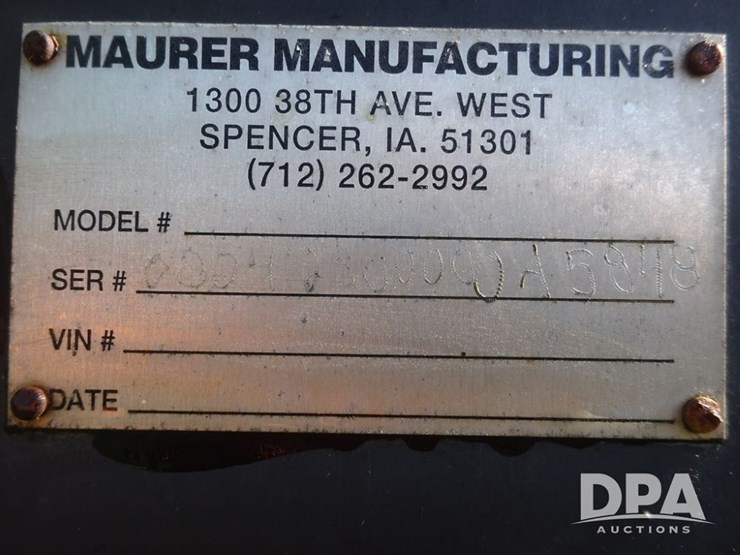 MAURER MANUFACTURING
1300 38TH AVE. WEST
SPENCER, IA. 51301
(712) 262-2992
MODEL #
SER #
VIN #
DATE
DPA
AUCTIONS